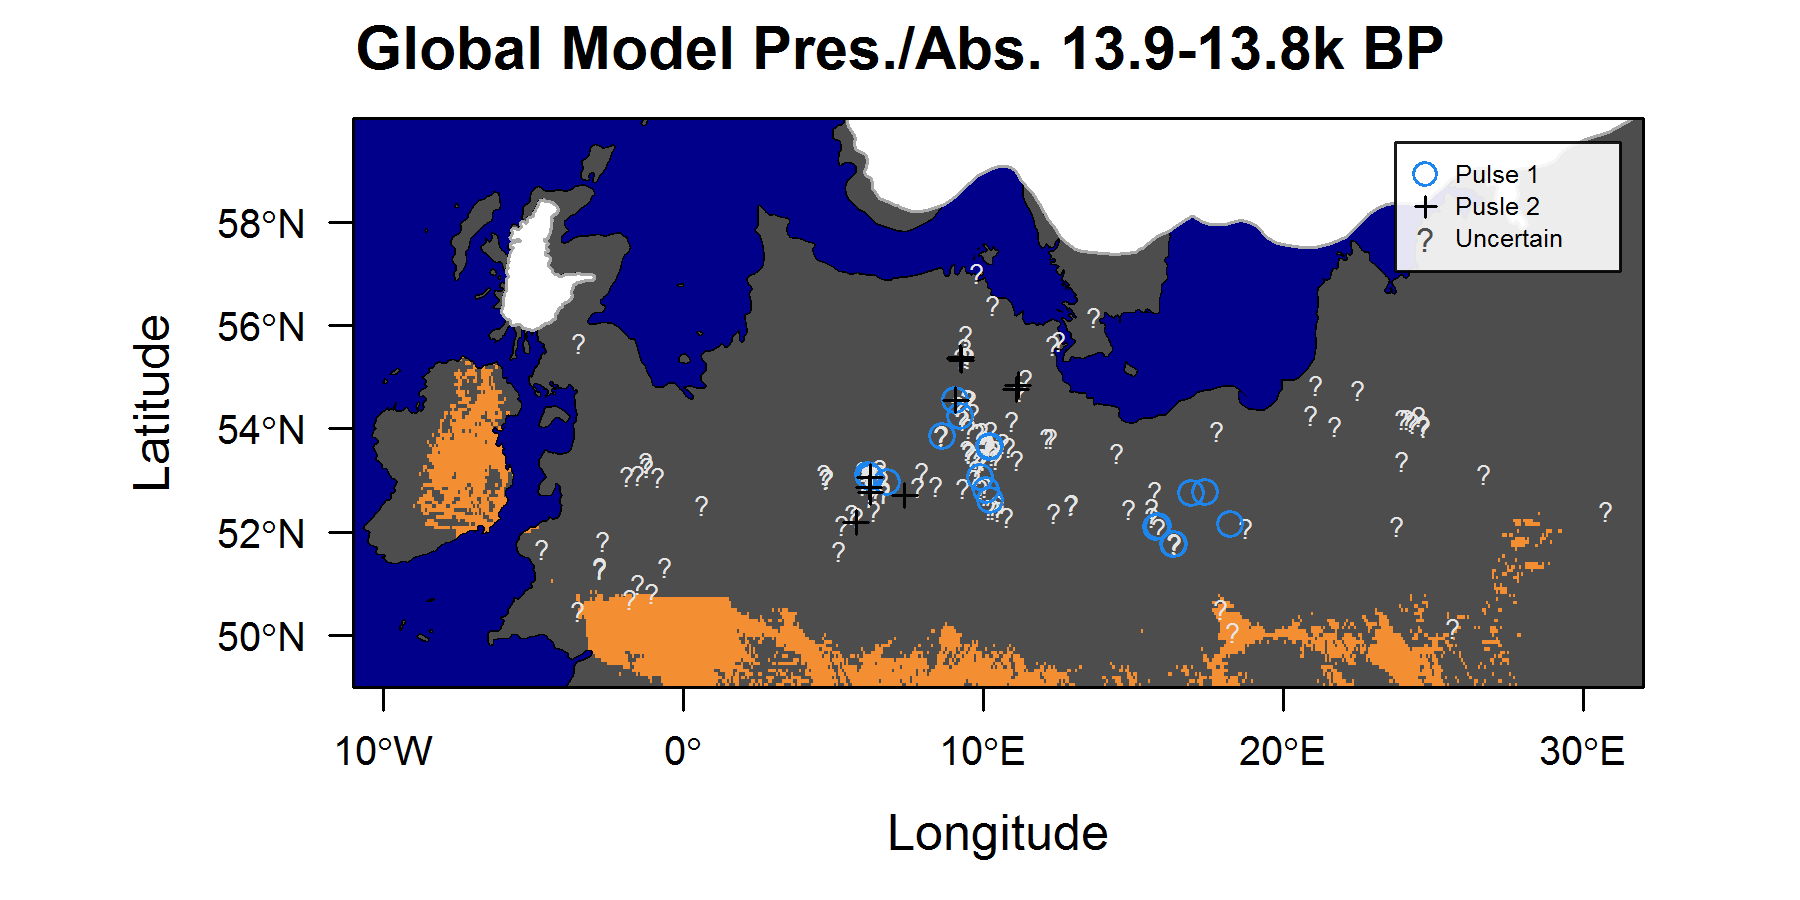 Global Model Pres./Abs. 13.9-13.8k BP
Pulse 1
Pusle 2
? Uncertain
58°N
56°N
54°N
52°N
50°N
Latitude
10°W 0° 10°E 20°E 30°E
Longitude